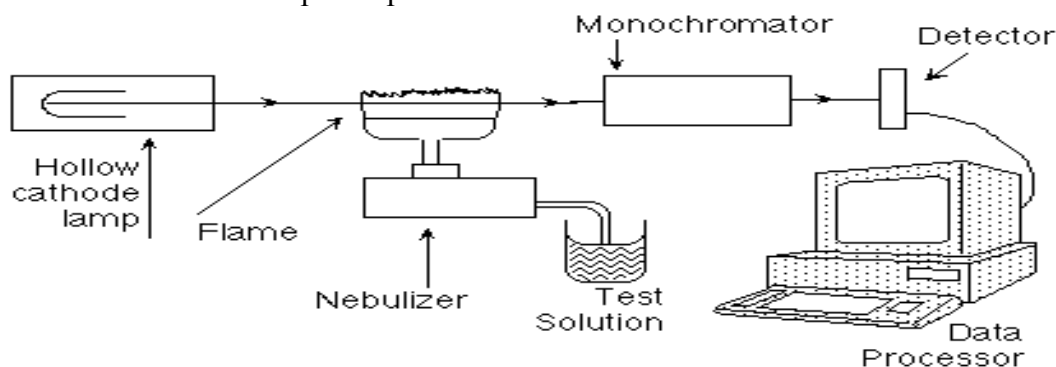 Monochromator
Detector
Hollow
cathode
lamp
Flame
Nebulizer
Test
Solution
Data
Processor